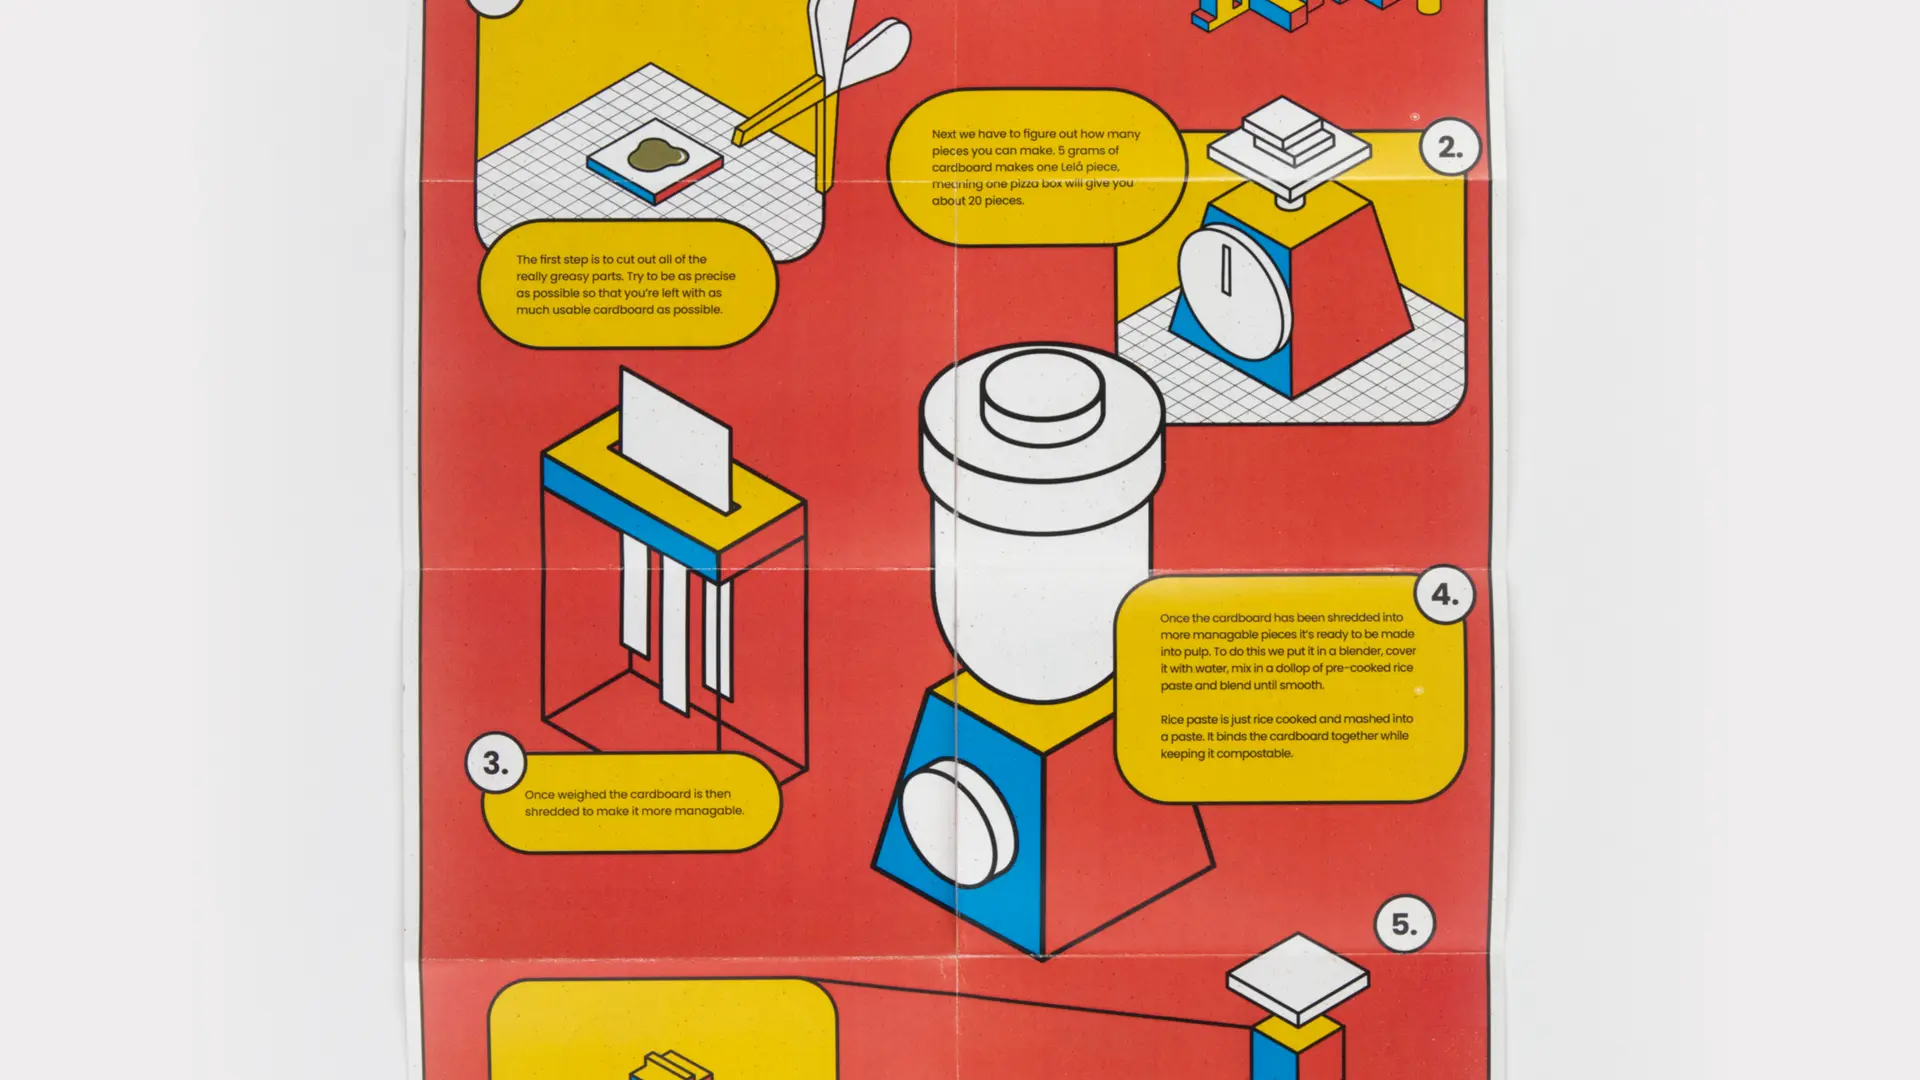 The first step is to cut out all of the
really greasy parts. Try to be as precise
as possible so that you're left with as
much usable cardboard as possible.
2.
Next we have to figure out how many
pieces you can make. 5 grams of
cardboard makes one Lelå piece,
meaning one pizza box will give you
about 20 pieces.
3.
Once weighed the cardboard is then
shredded to make it more managable.
4.
Once the cardboard has been shredded into
more managable pieces it's ready to be made
into pulp. To do this we put it in a blender, cover
it with water, mix in a dollop of pre-cooked rice
paste and blend until smooth.
Rice paste is just rice cooked and mashed into
a paste. It binds the cardboard together while
keeping it compostable.
5.